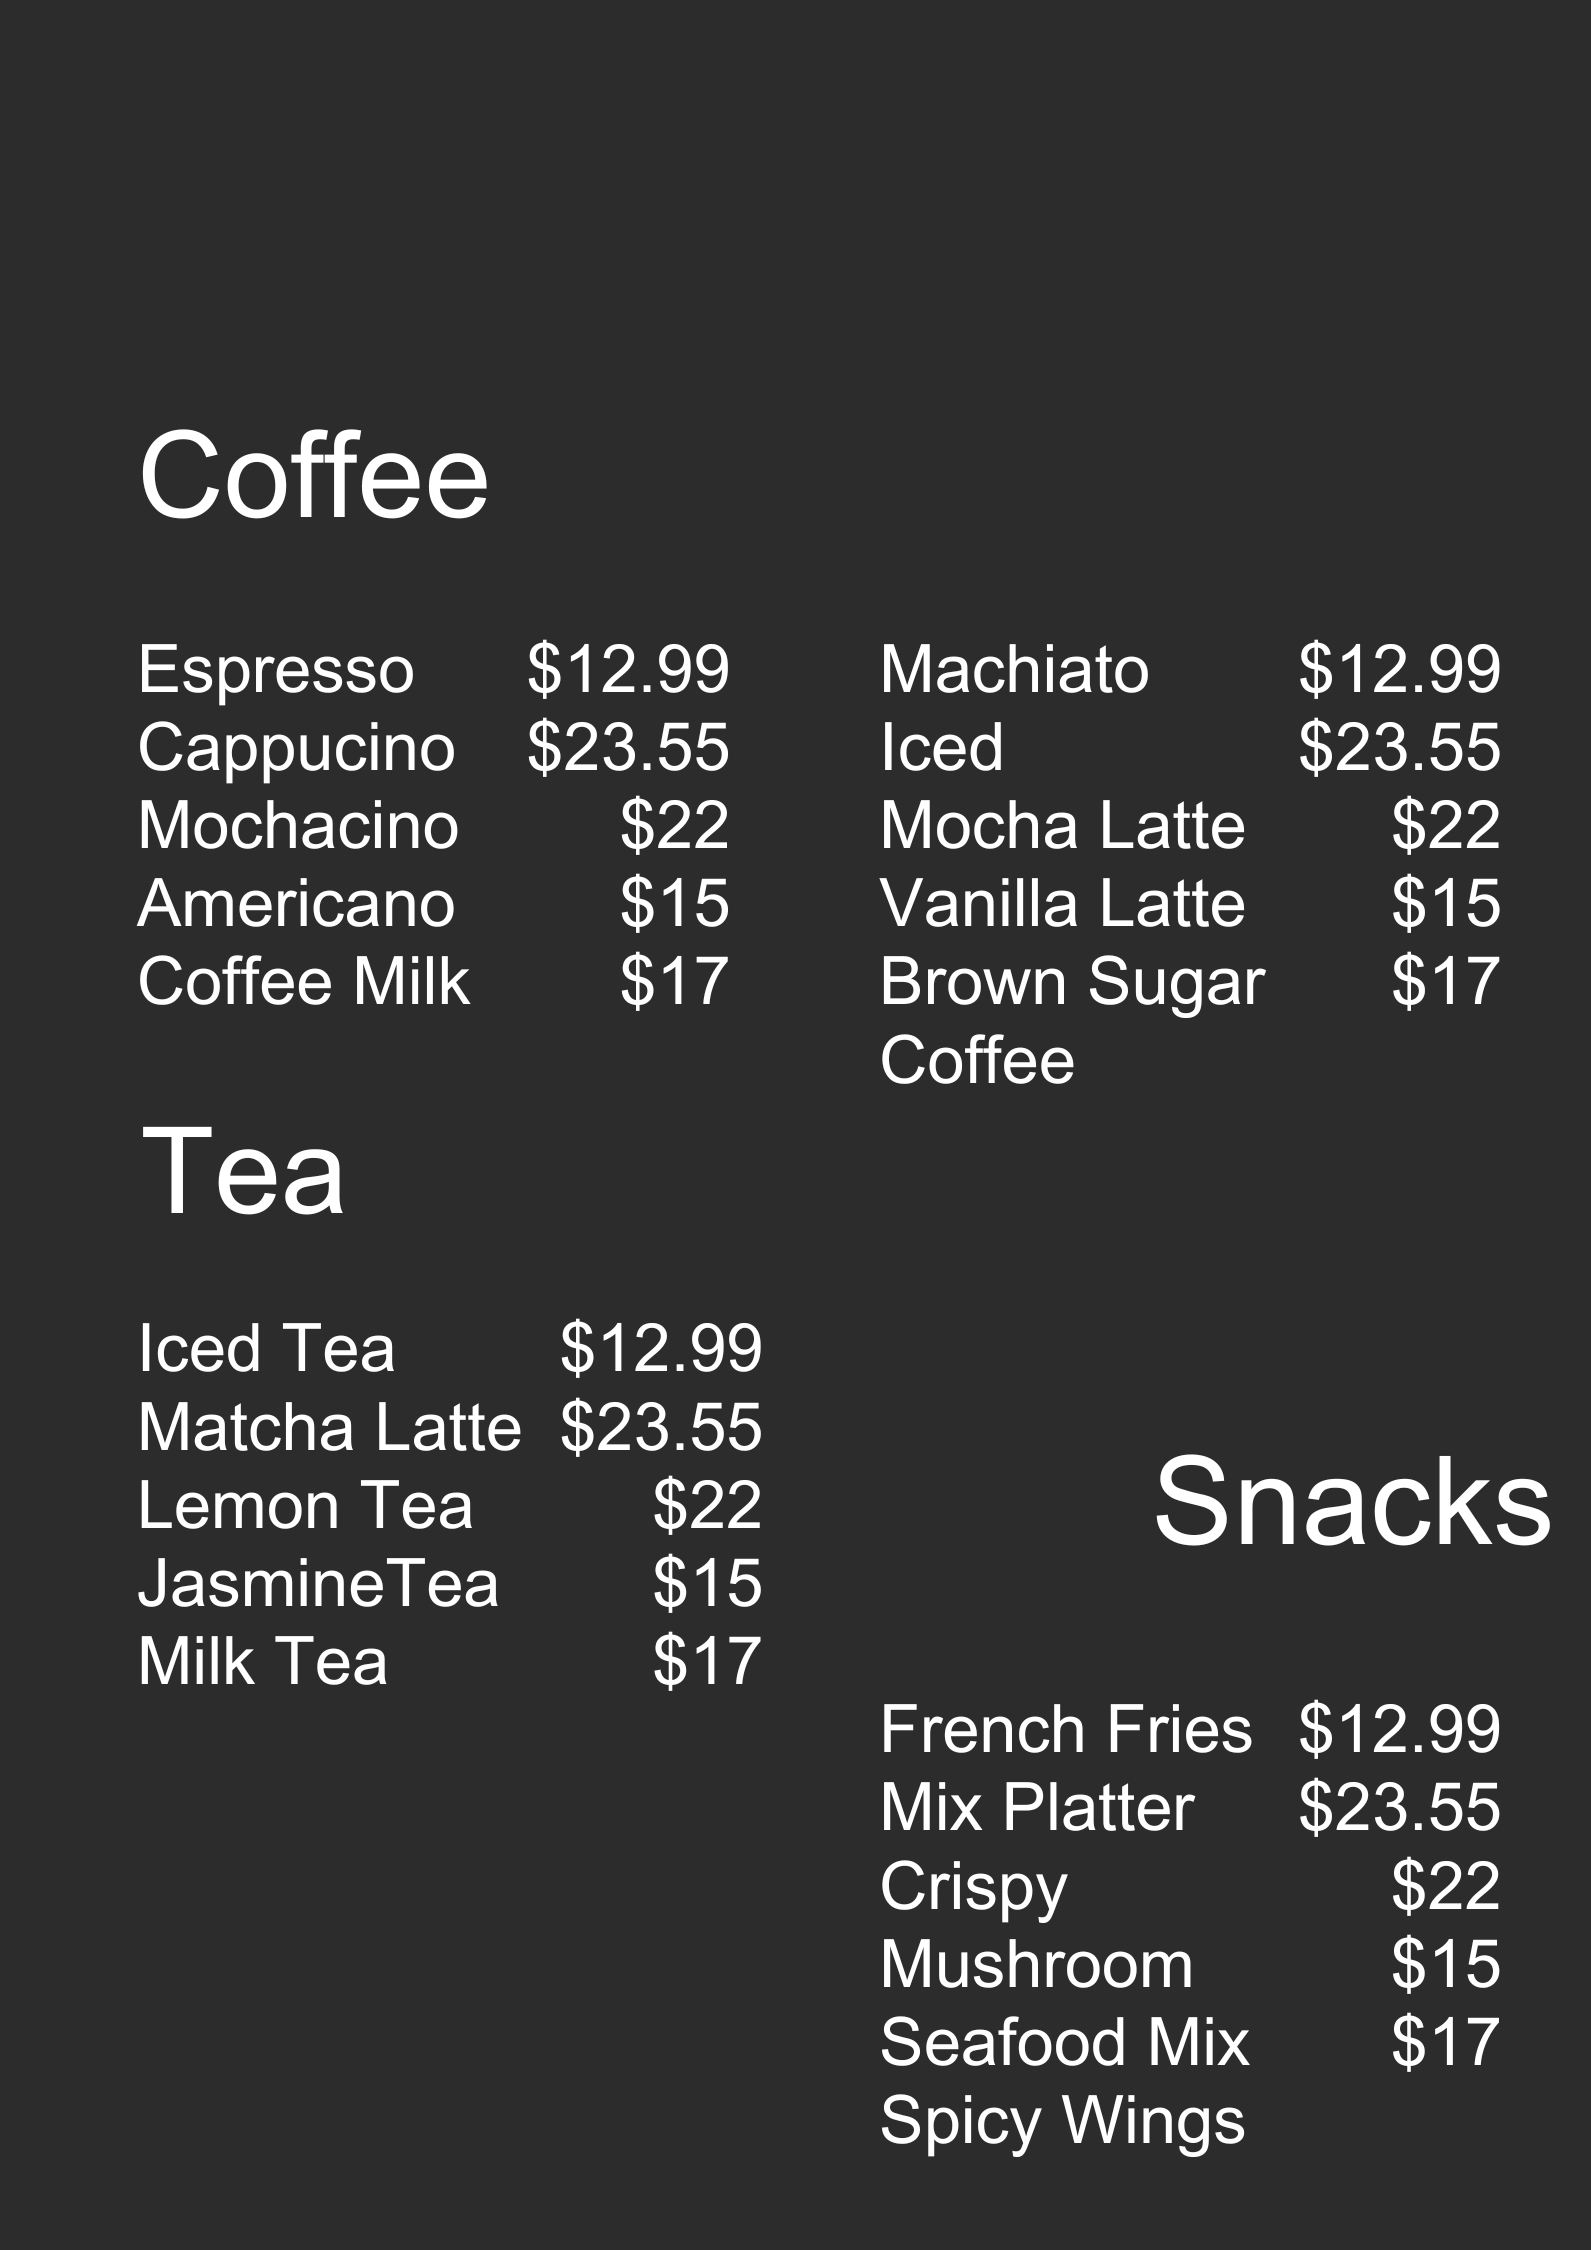 Coffee
Espresso $12.99
Cappucino $23.55
Mochacino $22
Americano $15
Coffee Milk $17
Machiato $12.99
Iced $23.55
Mocha Latte $22
Vanilla Latte $15
Brown Sugar $17
Coffee
Tea
Iced Tea $12.99
Matcha Latte $23.55
Lemon Tea $22
JasmineTea $15
Milk Tea $17
Snacks
French Fries $12.99
Mix Platter $23.55
Crispy $22
Mushroom $15
Seafood Mix $17
Spicy Wings